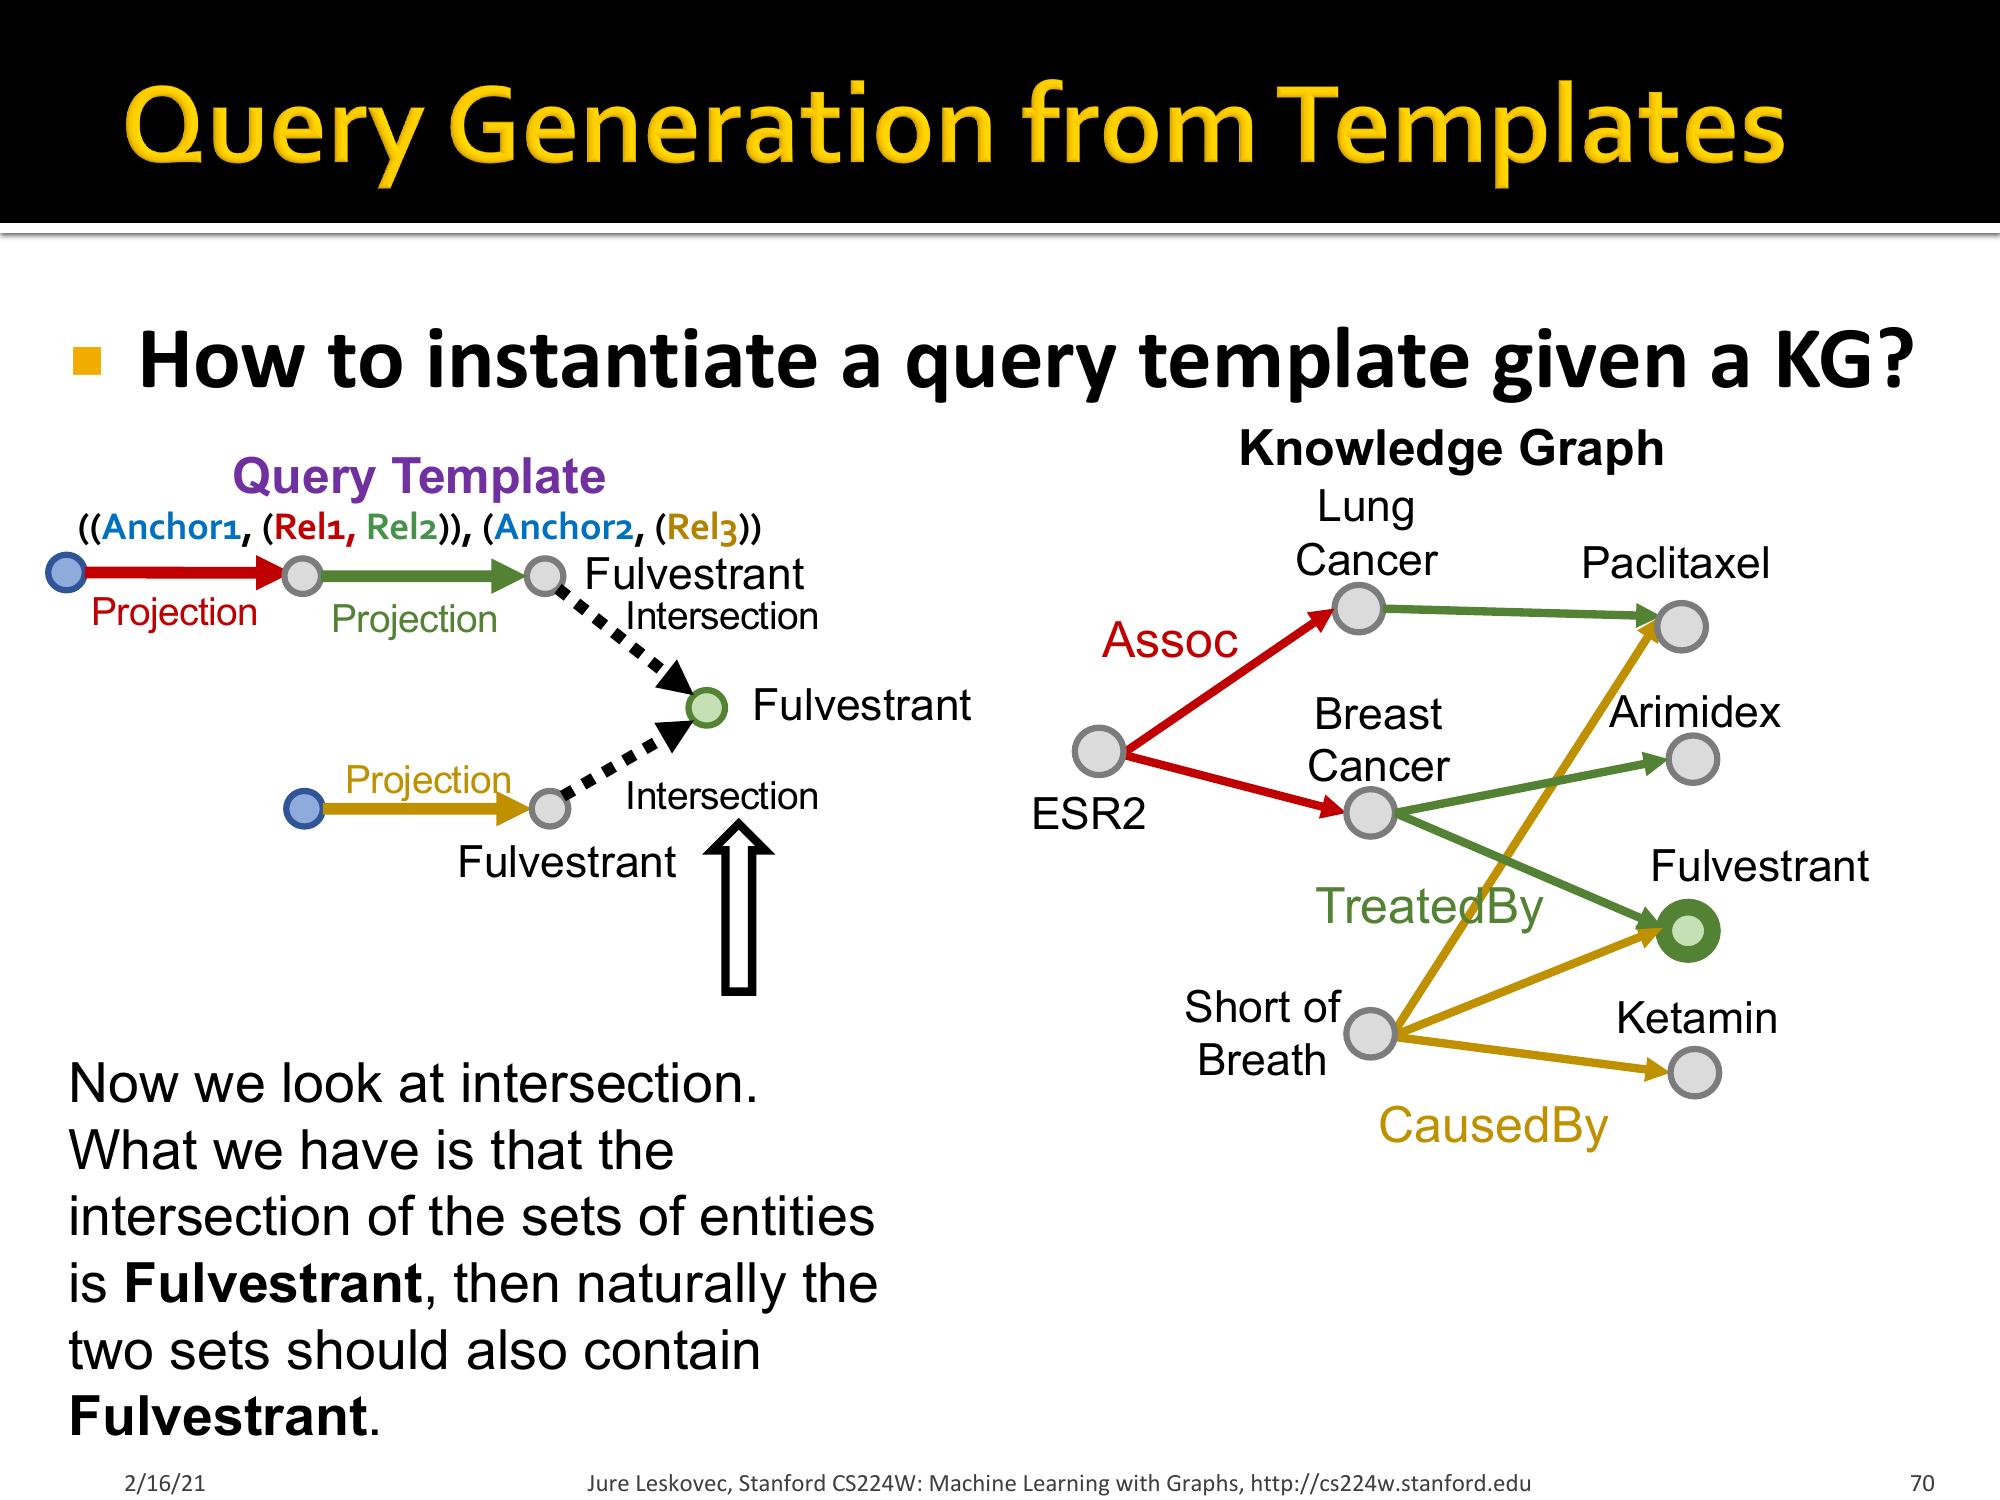 Query Generation from Templates
How to instantiate a query template given a KG?
Query Template
((Anchor1, (Rel1, Rel2)), (Anchor2, (Rel3))
Fulvestrant
Projection
Projection
Intersection
Fulvestrant
Projection
Intersection
Fulvestrant
Now we look at intersection.
What we have is that the
intersection of the sets of entities
is Fulvestrant, then naturally the
two sets should also contain
Fulvestrant.
Knowledge Graph
Lung
Cancer
Paclitaxel
Assoc
Breast
Cancer
Arimidex
ESR2
Fulvestrant
TreatedBy
Short of
Breath
Ketamin
CausedBy
2/16/21
Jure Leskovec, Stanford CS224W: Machine Learning with Graphs, http://cs224w.stanford.edu
70